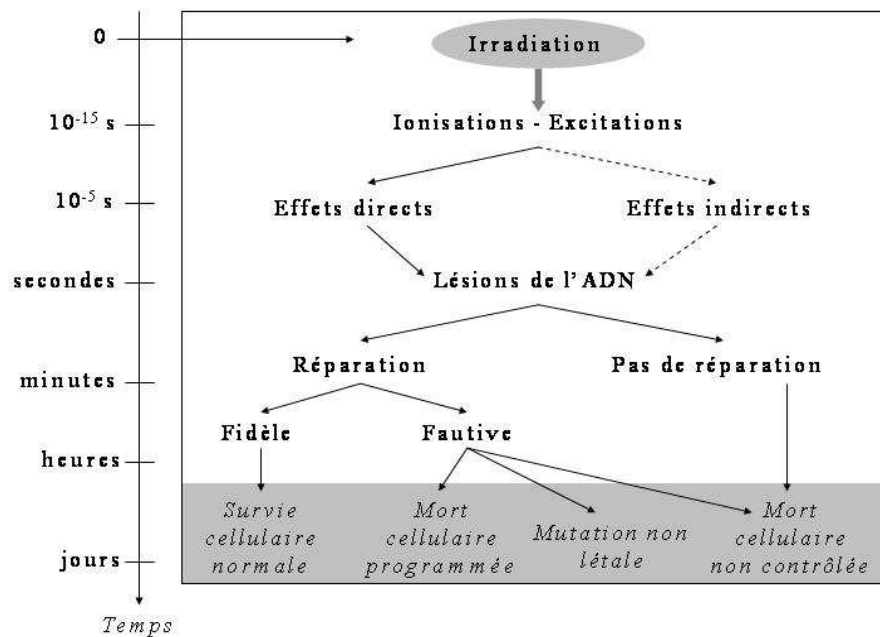 0
Irradiation
10-15 s
Ionisations - Excitations
10-5 s
Effets directs
Effets indirects
secondes
Lésions de l'ADN
Réparation
Pas de réparation
minutes
Fidèle
Fautive
heures
Survie
cellulaire
normale
Mort
cellulaire
programmée
Mutation non
létale
Mort
cellulaire
non contrôlée
jours
Temps